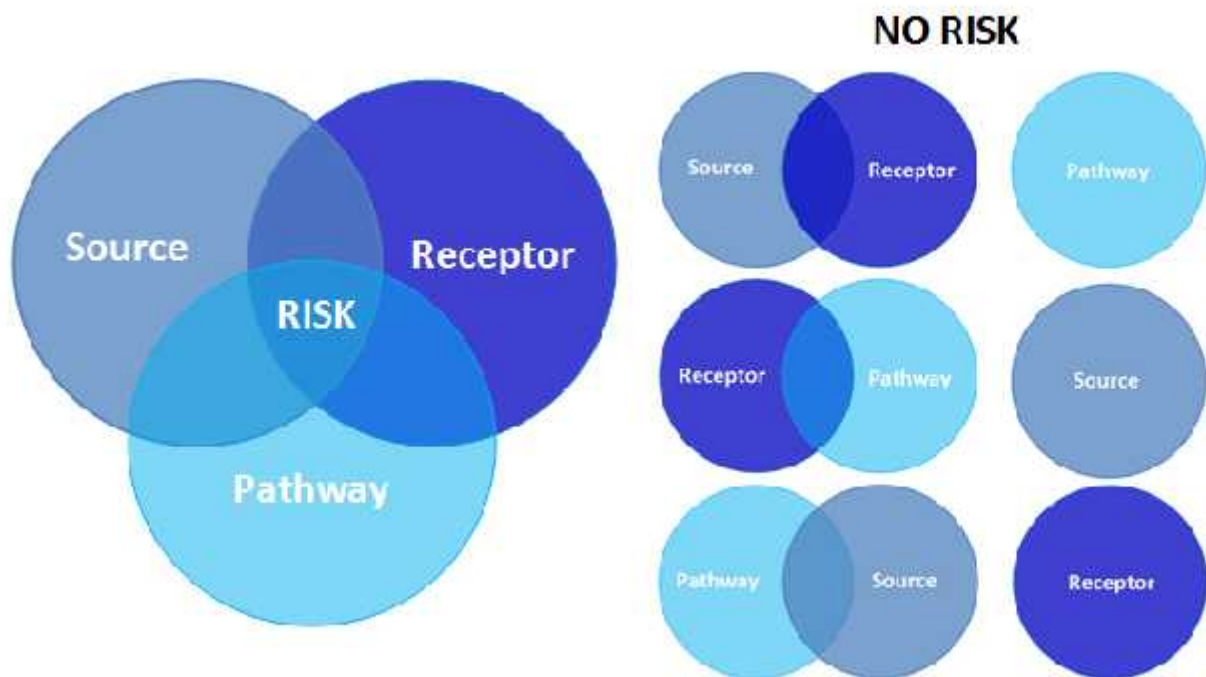 NO RISK
Source
Receptor
RISK
Pathway
Source
Receptor
Pathway
Receptor
Pathway
Source
Pathway
Source
Receptor